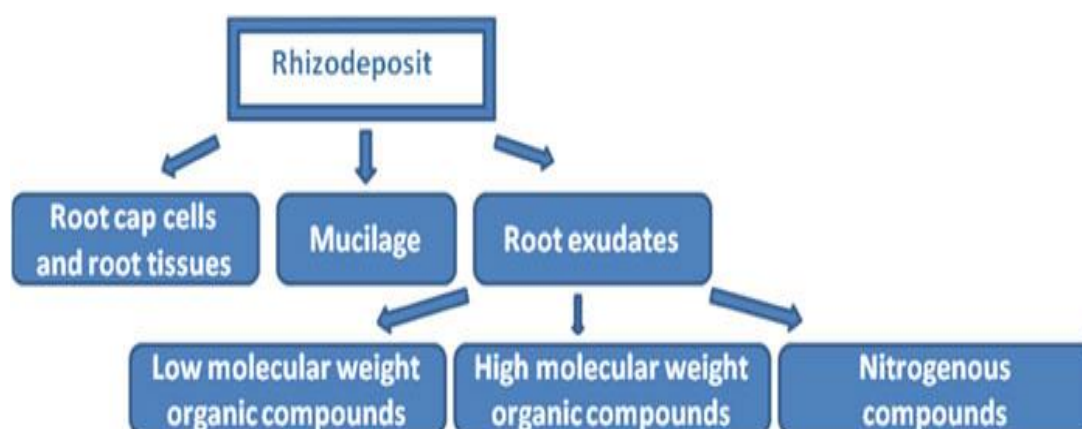 Rhizodeposit
Root cap cells
and root tissues
Mucilage
Root exudates
Low molecular weight
organic compounds
High molecular weight
organic compounds
Nitrogenous
compounds